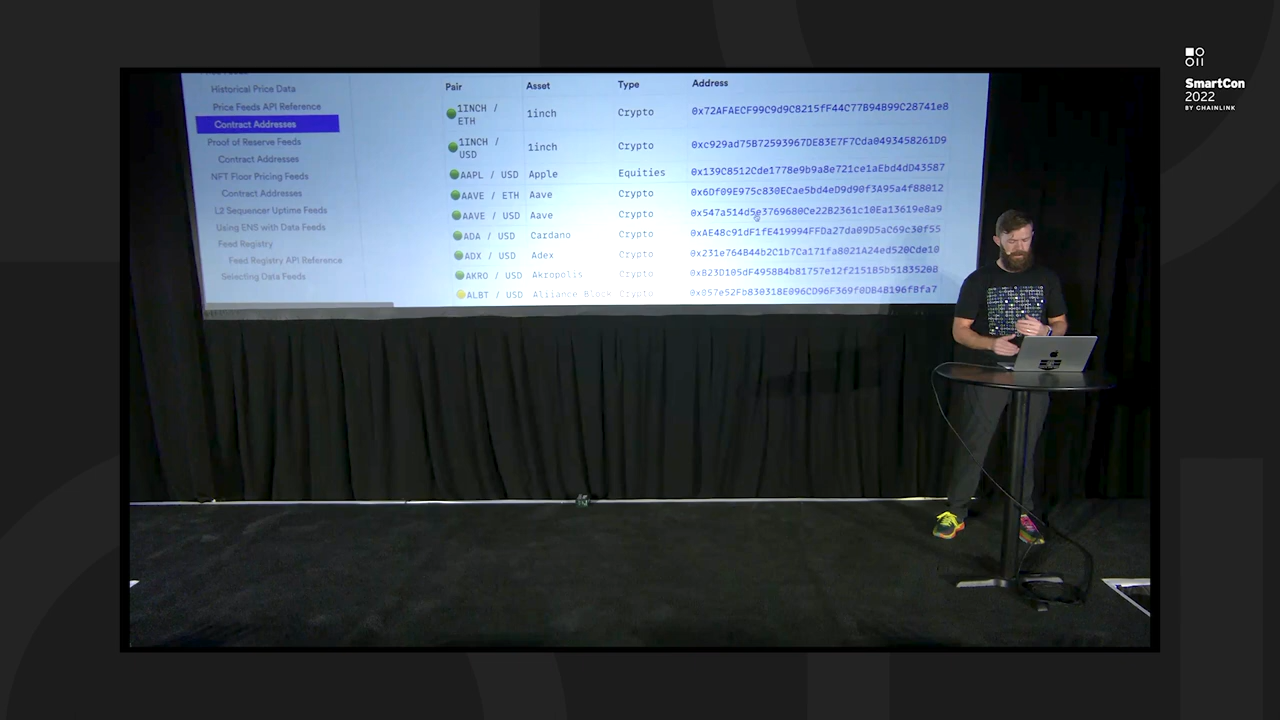 SmartCon
2022
BY CHAINLINK
Historical Price Data
Price Feeds API Reference
Contract Addresses
Proof of Reserve Feeds
Contract Addresses
NFT Floor Pricing Feeds
Contract Addresses
L2 Sequencer Uptime Feeds
Using ENS with Data Feeds
Feed Registry
Feed Registry API Reference
Selecting Data Feeds
Pair Asset Type Address
1INCH / ETH 1inch Crypto 0x72AFAECF99C9d9C8215fF44C77B94B99C28741e8
1INCH / USD 1inch Crypto 0xc929ad75B72593967DE83E7F7Cda0493458261D9
AAPL / USD Apple Equities 0x139C8512Cde1778e9b9a8e721ce1aEbd4dD43587
AAVE / ETH Aave Crypto 0x6Df09E975c830ECae5bd4eD9d90f3A95a4f88012
AAVE / USD Aave Crypto 0x547a514d5e3769680Ce22B2361c10Ea13619e8a9
ADA / USD Cardano Crypto 0xAE48c91dF1fE419994FFDa27da09D5aC69c30f55
ADX / USD Adex Crypto 0x231e764B44b2C1b7Ca171fa8021A24ed520Cde10
AKRO / USD Akropolis Crypto
ALBT / USD Alliance Block Crypto